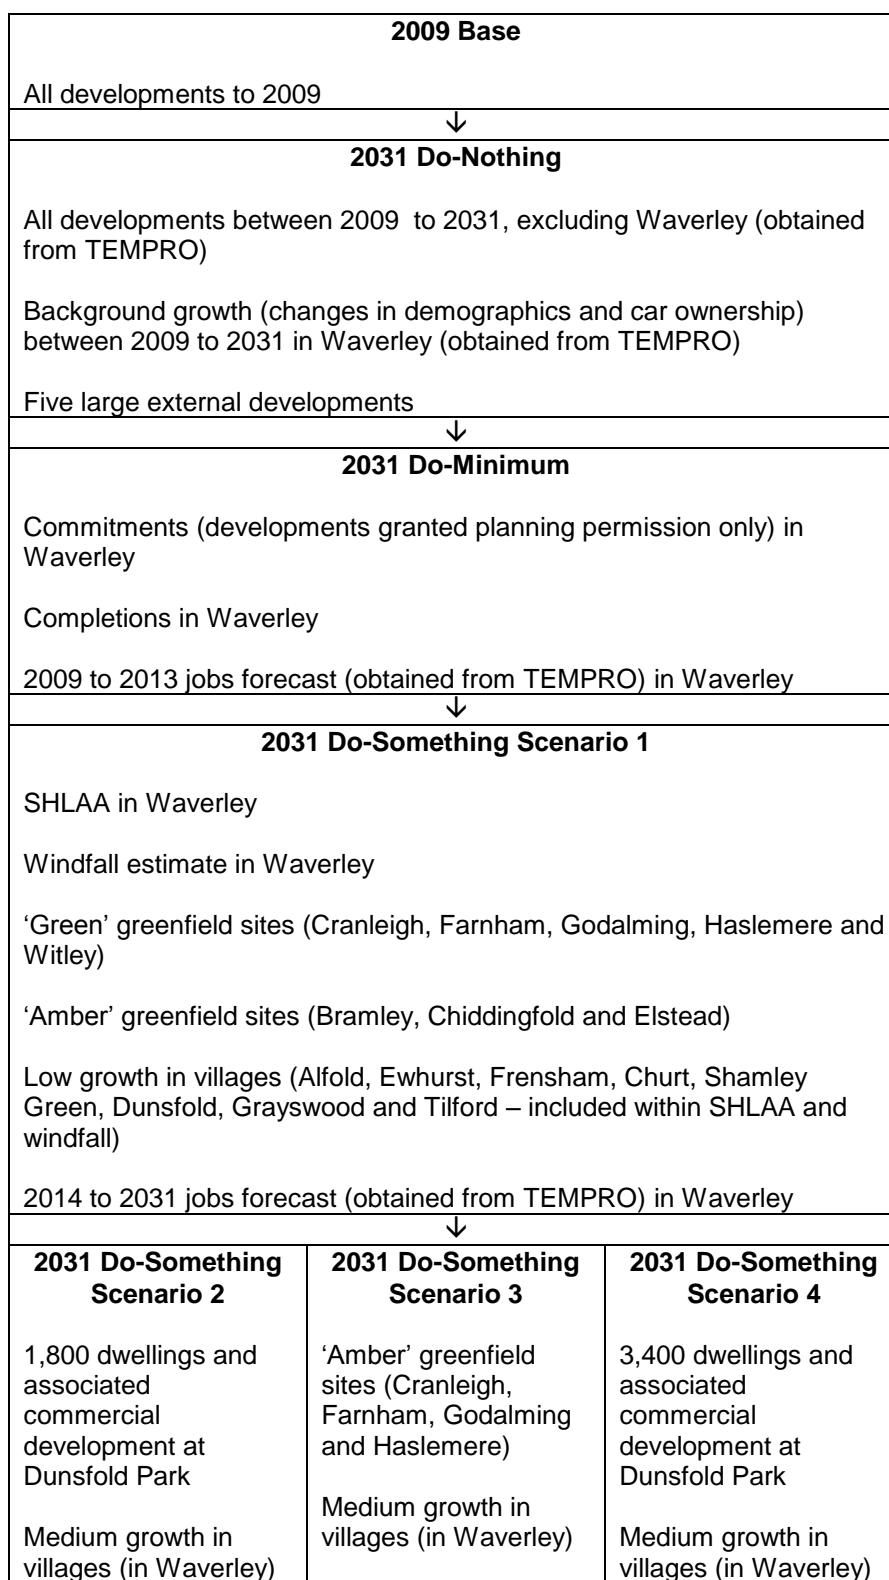 2009 Base
All developments to 2009
↓
2031 Do-Nothing
All developments between 2009 to 2031, excluding Waverley (obtained
from TEMPRO)
Background growth (changes in demographics and car ownership)
between 2009 to 2031 in Waverley (obtained from TEMPRO)
Five large external developments
↓
2031 Do-Minimum
Commitments (developments granted planning permission only) in
Waverley
Completions in Waverley
2009 to 2013 jobs forecast (obtained from TEMPRO) in Waverley
↓
2031 Do-Something Scenario 1
SHLAA in Waverley
Windfall estimate in Waverley
‘Green’ greenfield sites (Cranleigh, Farnham, Godalming, Haslemere and
Witley)
‘Amber’ greenfield sites (Bramley, Chiddingfold and Elstead)
Low growth in villages (Alfold, Ewhurst, Frensham, Churt, Shamley
Green, Dunsfold, Grayswood and Tilford – included within SHLAA and
windfall)
2014 to 2031 jobs forecast (obtained from TEMPRO) in Waverley
↓
2031 Do-Something
Scenario 2
1,800 dwellings and
associated
commercial
development at
Dunsfold Park
Medium growth in
villages (in Waverley)
2031 Do-Something
Scenario 3
‘Amber’ greenfield
sites (Cranleigh,
Farnham, Godalming
and Haslemere)
Medium growth in
villages (in Waverley)
2031 Do-Something
Scenario 4
3,400 dwellings and
associated
commercial
development at
Dunsfold Park
Medium growth in
villages (in Waverley)